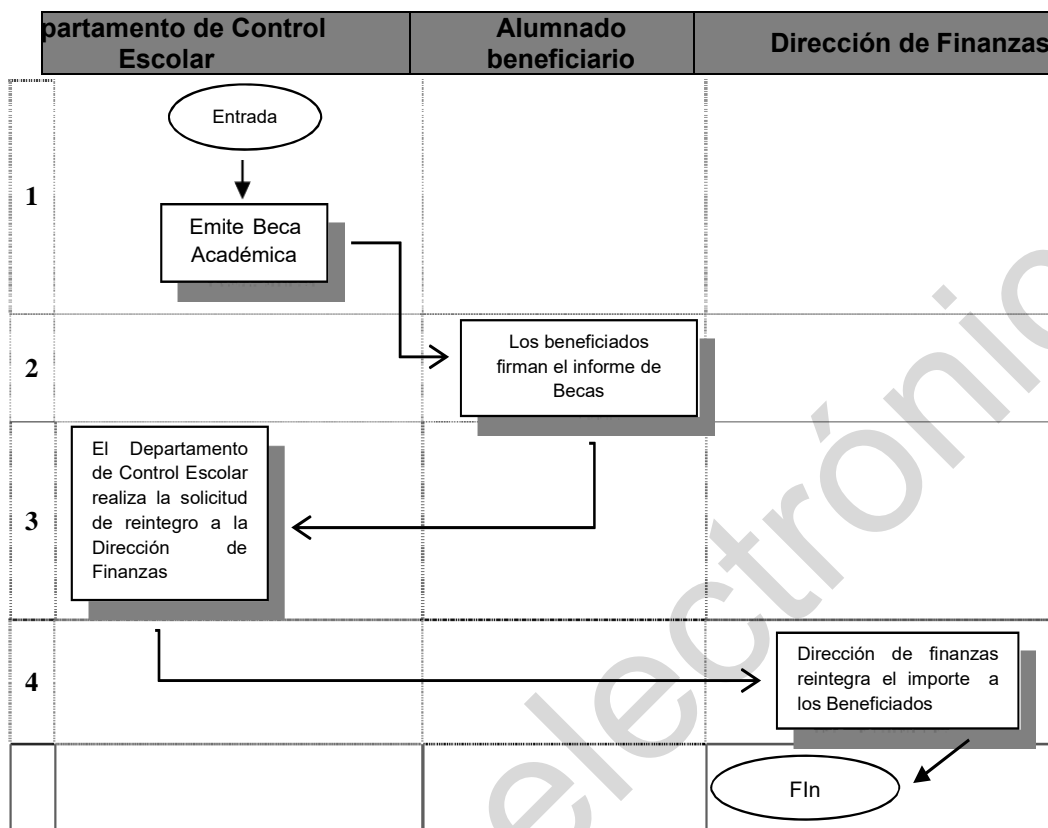 partamento de Control
Escolar
Alumnado
beneficiario
Dirección de Finanzas
Entrada
1
Emite Beca
Académica
2
Los beneficiados
firman el informe de
Becas
3
El Departamento
de Control Escolar
realiza la solicitud
de reintegro a la
Dirección de
Finanzas
4
Dirección de finanzas
reintegra el importe a
los Beneficiados
FIn
electrónic